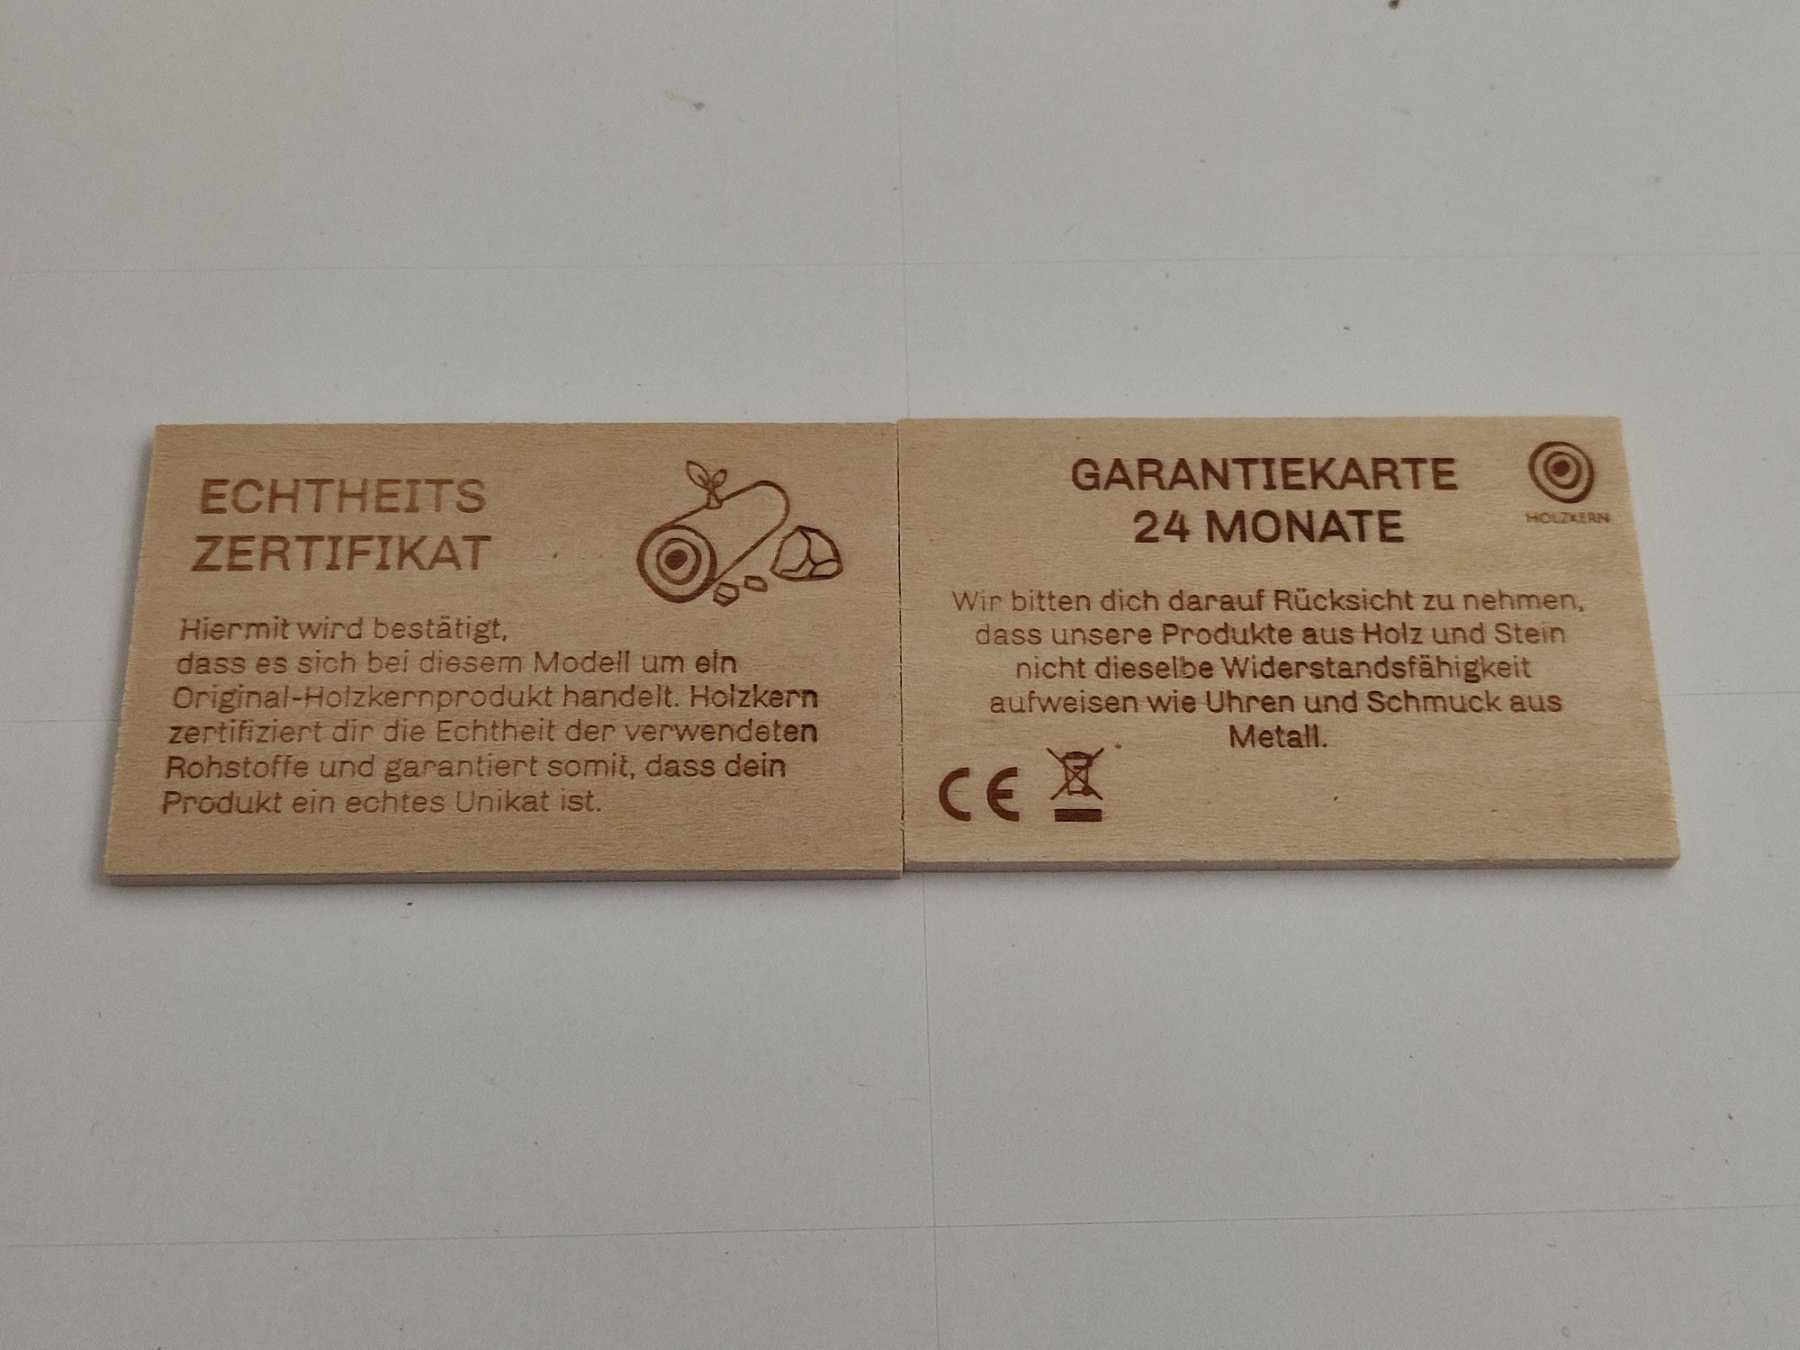 ECHTHEITS
ZERTIFIKAT
Hiermit wird bestätigt,
dass es sich bei diesem Modell um ein
Original-Holzkernprodukt handelt. Holzkern
zertifiziert dir die Echtheit der verwendeten
Rohstoffe und garantiert somit, dass dein
Produkt ein echtes Unikat ist.
GARANTIEKARTE
24 MONATE
HOLZKERN
Wir bitten dich darauf Rücksicht zu nehmen,
dass unsere Produkte aus Holz und Stein
nicht dieselbe Widerstandsfähigkeit
aufweisen wie Uhren und Schmuck aus
Metall.
CE